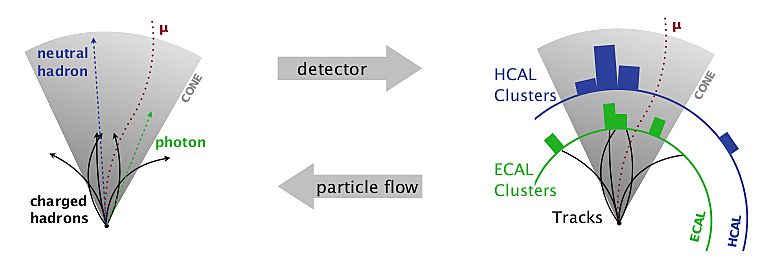 μ
neutral
hadron
CONE
photon
charged
hadrons
detector
particle flow
μ
HCAL
Clusters
CONE
ECAL
Clusters
Tracks
ECAL
HCAL